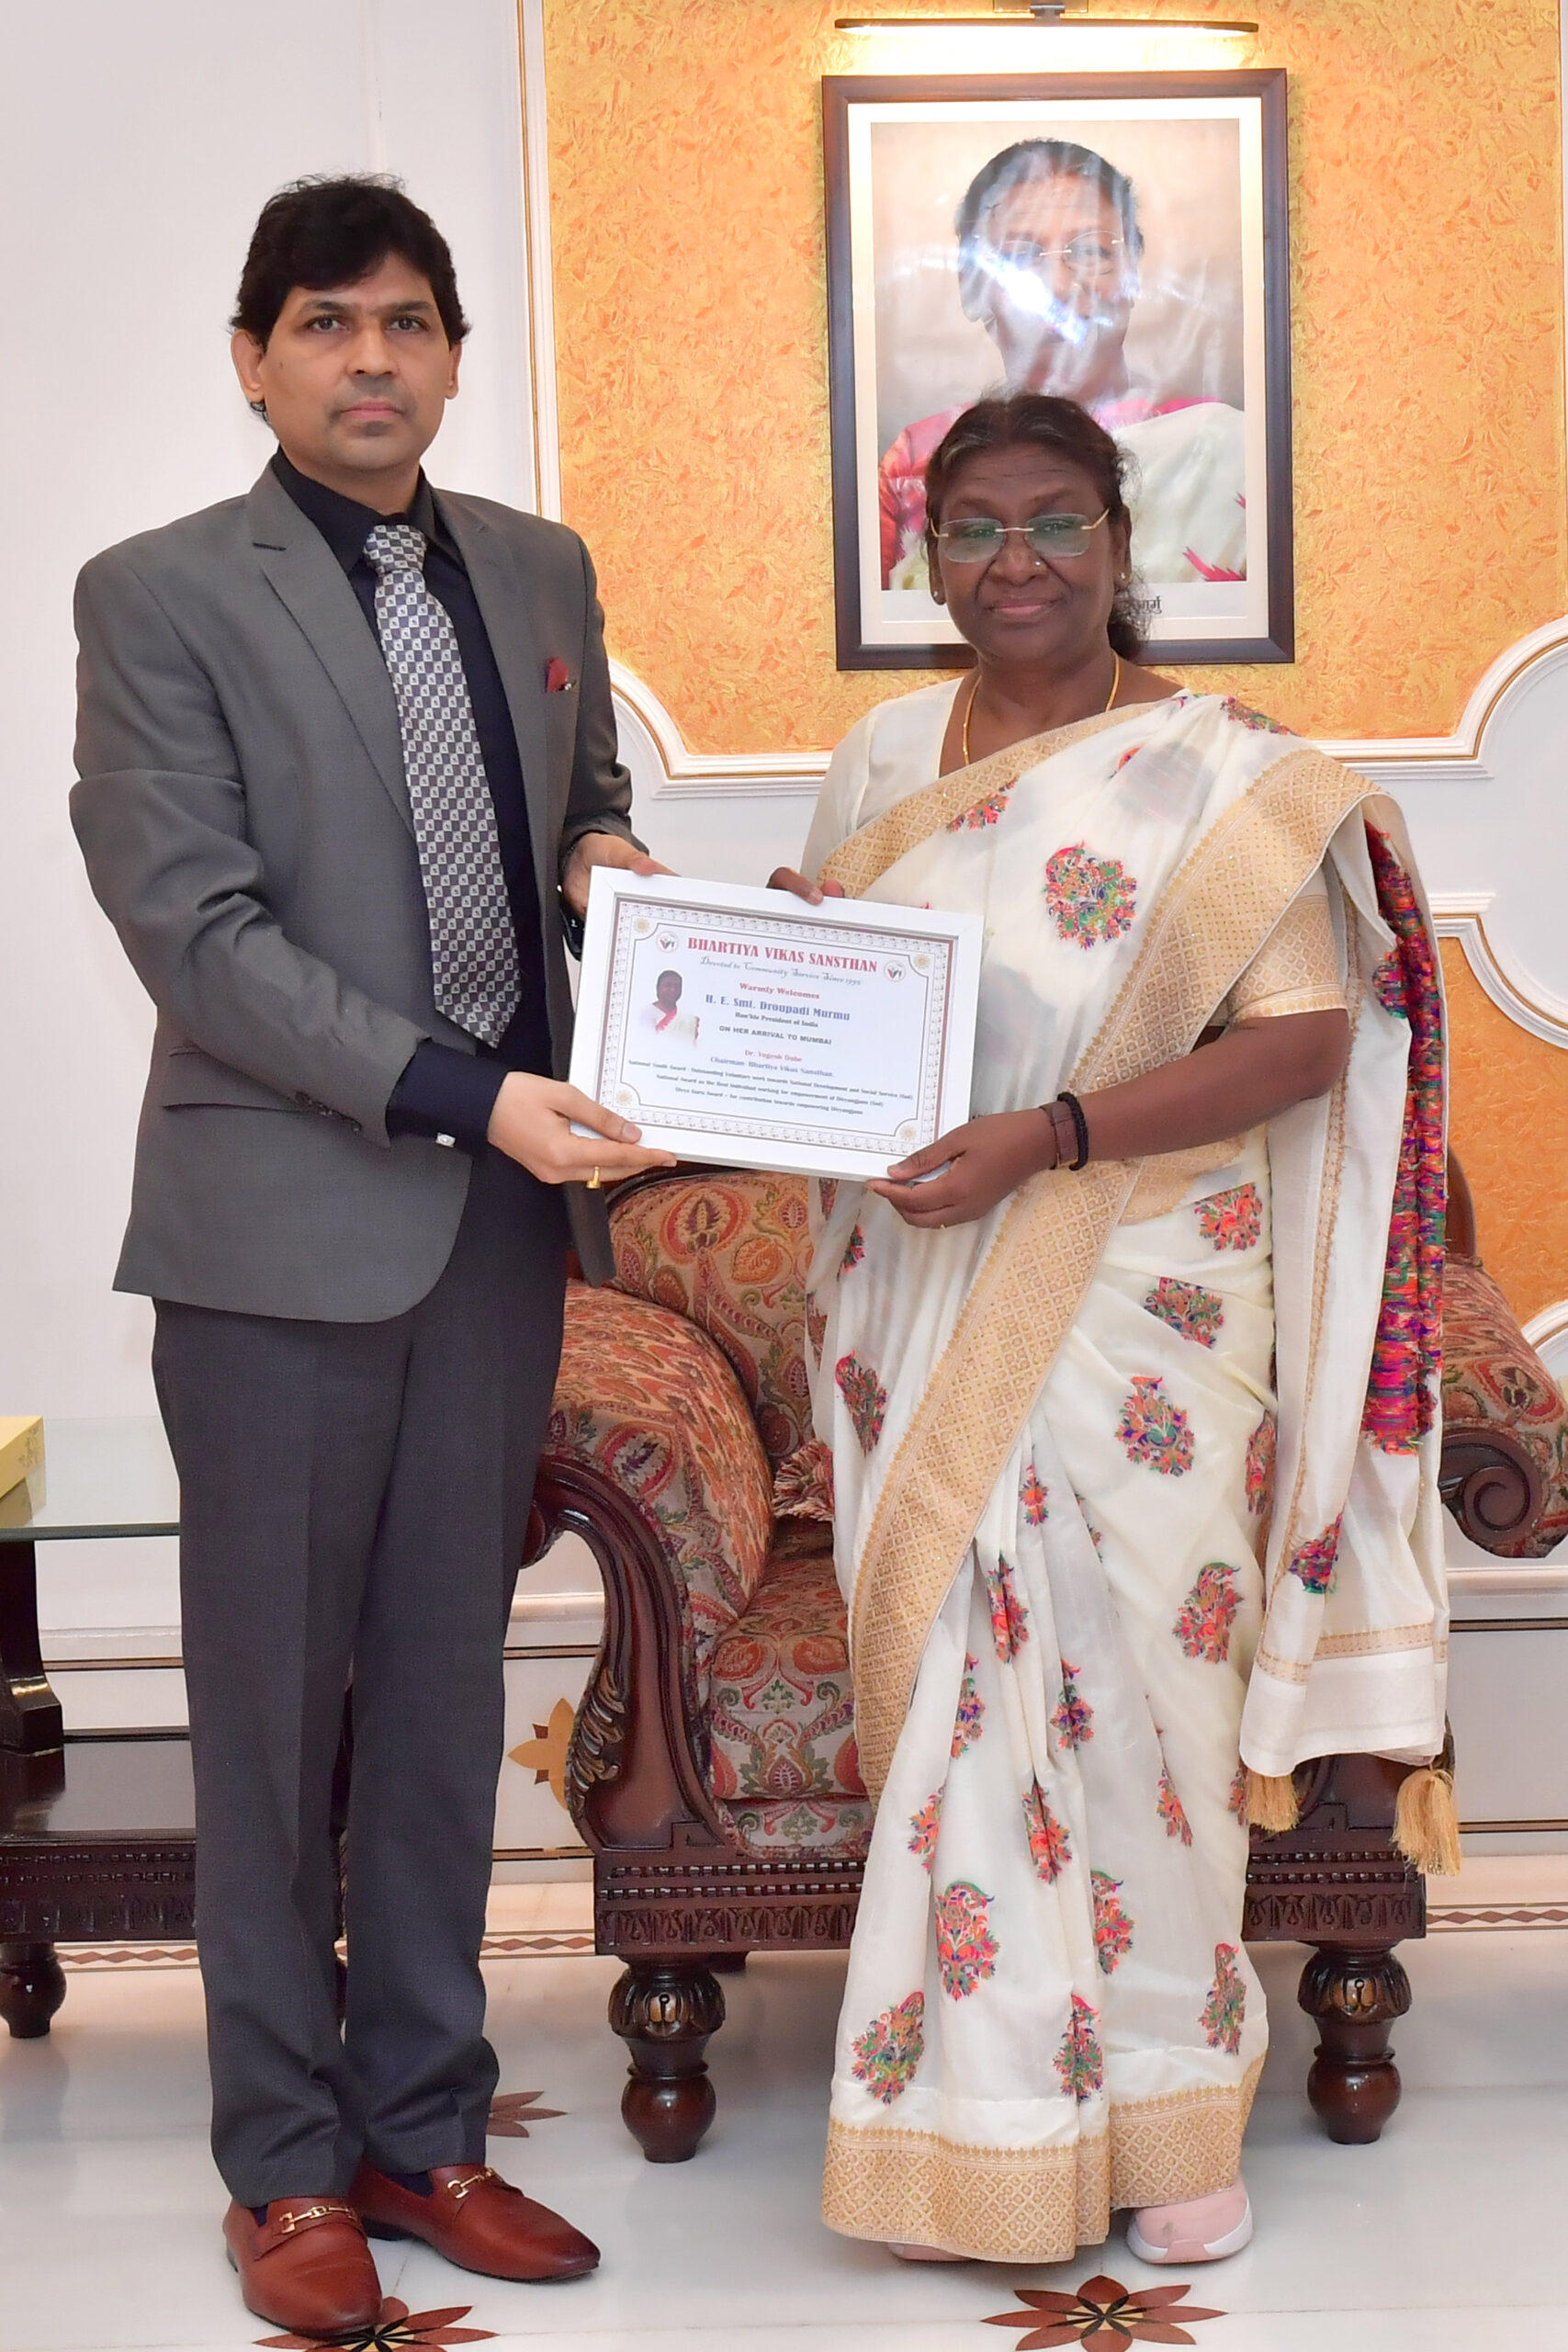 र्मु
BHARTIYA VIKAS SANSTHAN
Devoted to Community Service Since 1996
Warmly Welcomes
H. E. Smt. Droupadi Murmu
Hon'ble President of India
ON HER ARRIVAL TO MUMBAI
Dr. Yogesh Dube
Chairman: Bhartiya Vikas Sansthan.
National Youth Award - Outstanding Voluntary work towards National Development and Social Service (GoI)
National Award as the Best Individual working for empowerment of Divyangjans (GoI)
Divya Guru Award - for contribution towards empowering Divyangjans